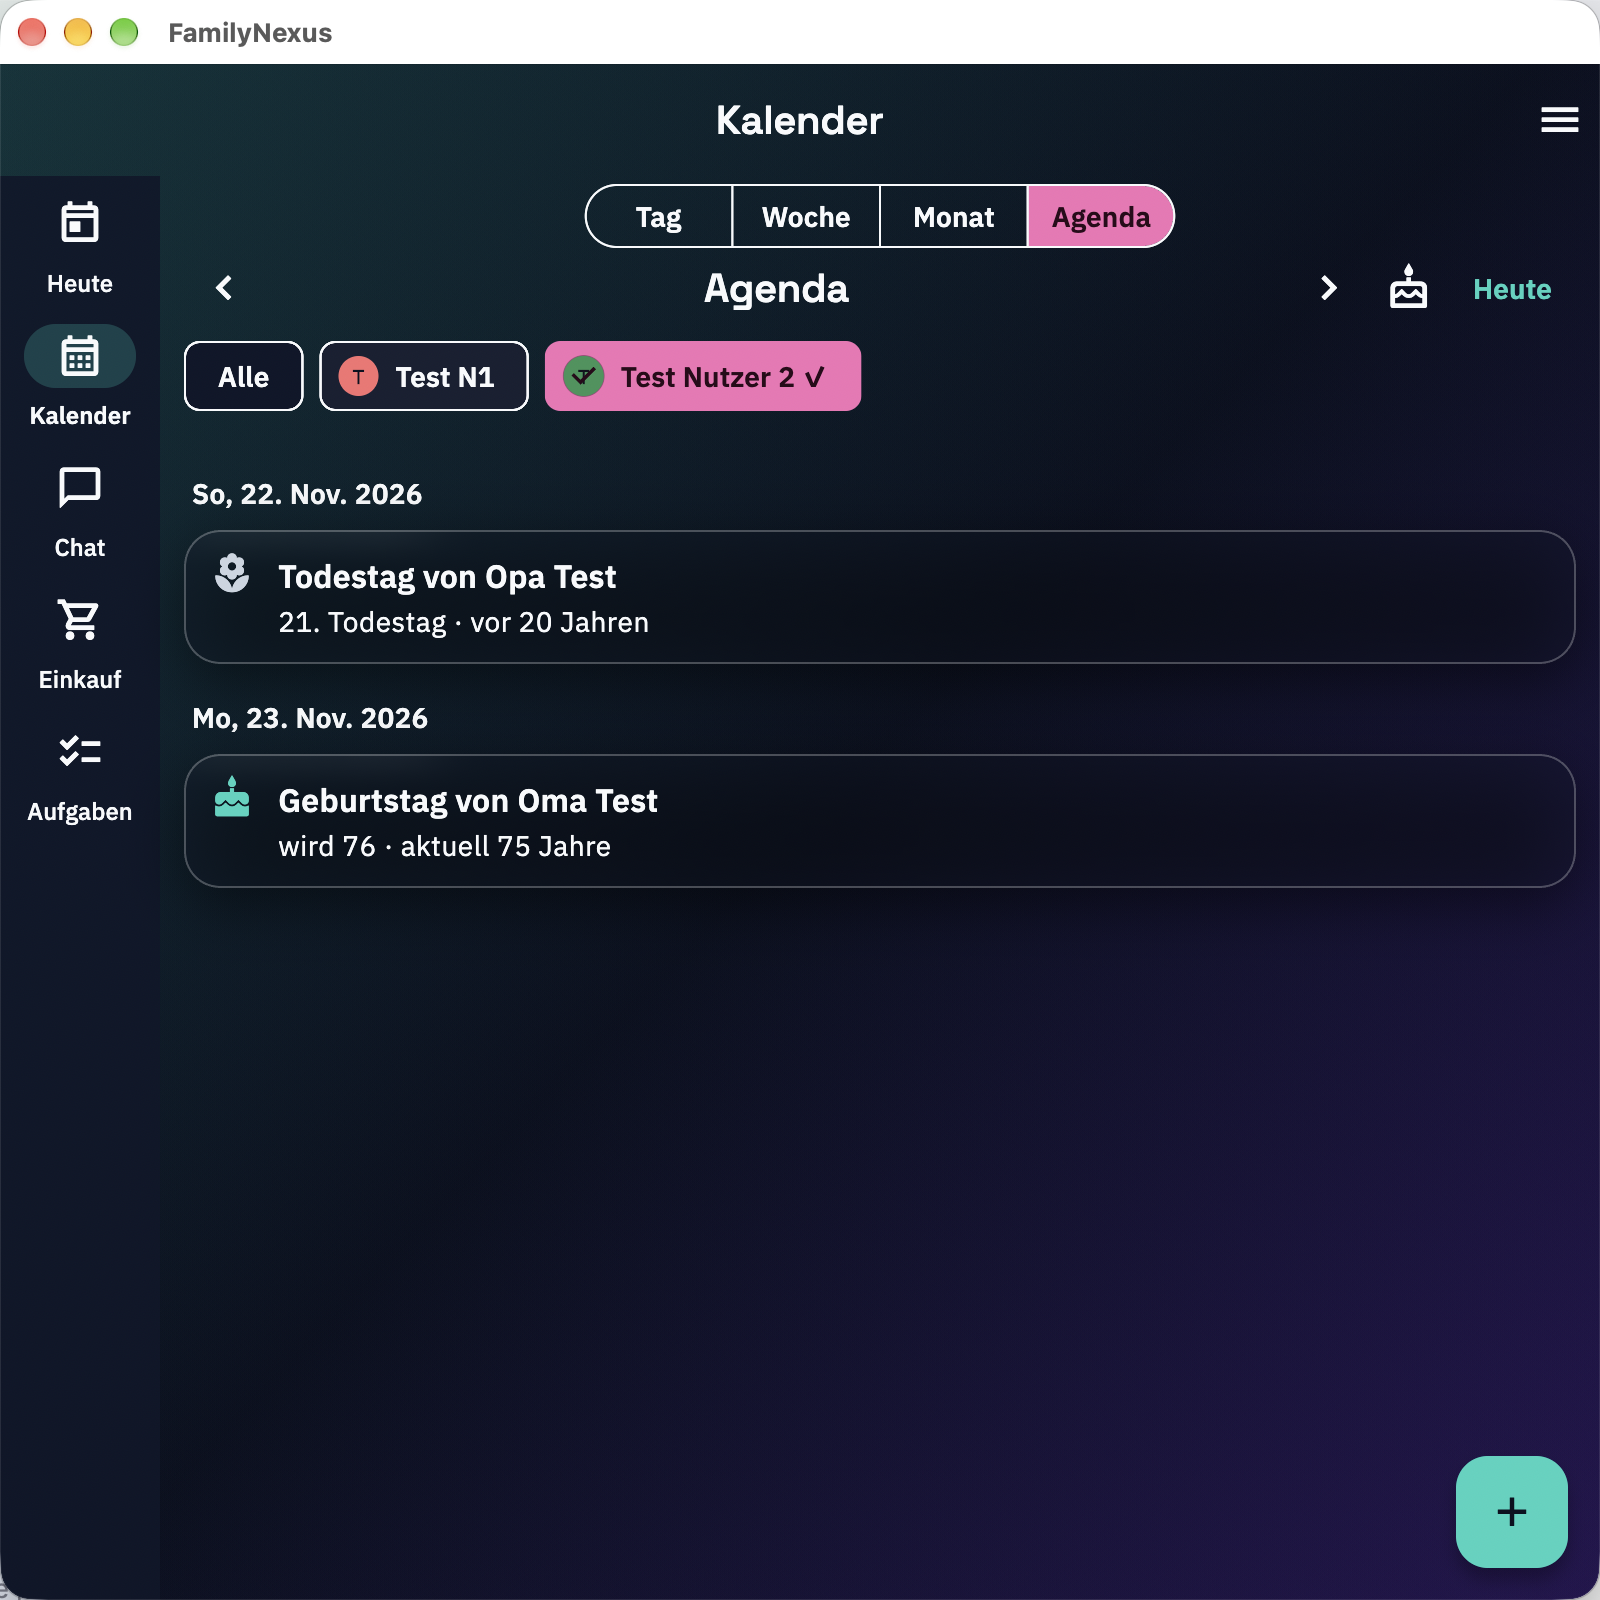 FamilyNexus
Kalender
Heute
Kalender
Chat
Einkauf
Aufgaben
Tag Woche Monat Agenda
Agenda
Heute
Alle
T Test N1
T Test Nutzer 2 ✓
So, 22. Nov. 2026
Todestag von Opa Test
21. Todestag · vor 20 Jahren
Mo, 23. Nov. 2026
Geburtstag von Oma Test
wird 76 · aktuell 75 Jahre
+